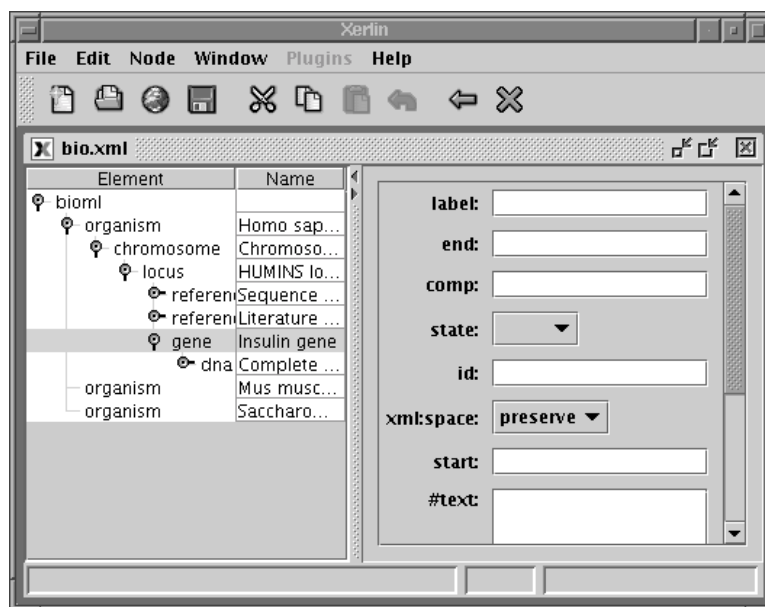 Xerlin
File Edit Node Window Plugins Help
bio.xml
Element Name
bioml
organism Homo sap...
chromosome Chromoso...
locus HUMINS lo...
referen Sequence ...
referen Literature ...
gene Insulin gene
dna Complete ...
organism Mus musc...
organism Saccharo...
label:
end:
comp:
state:
id:
xml:space: preserve
start:
#text: